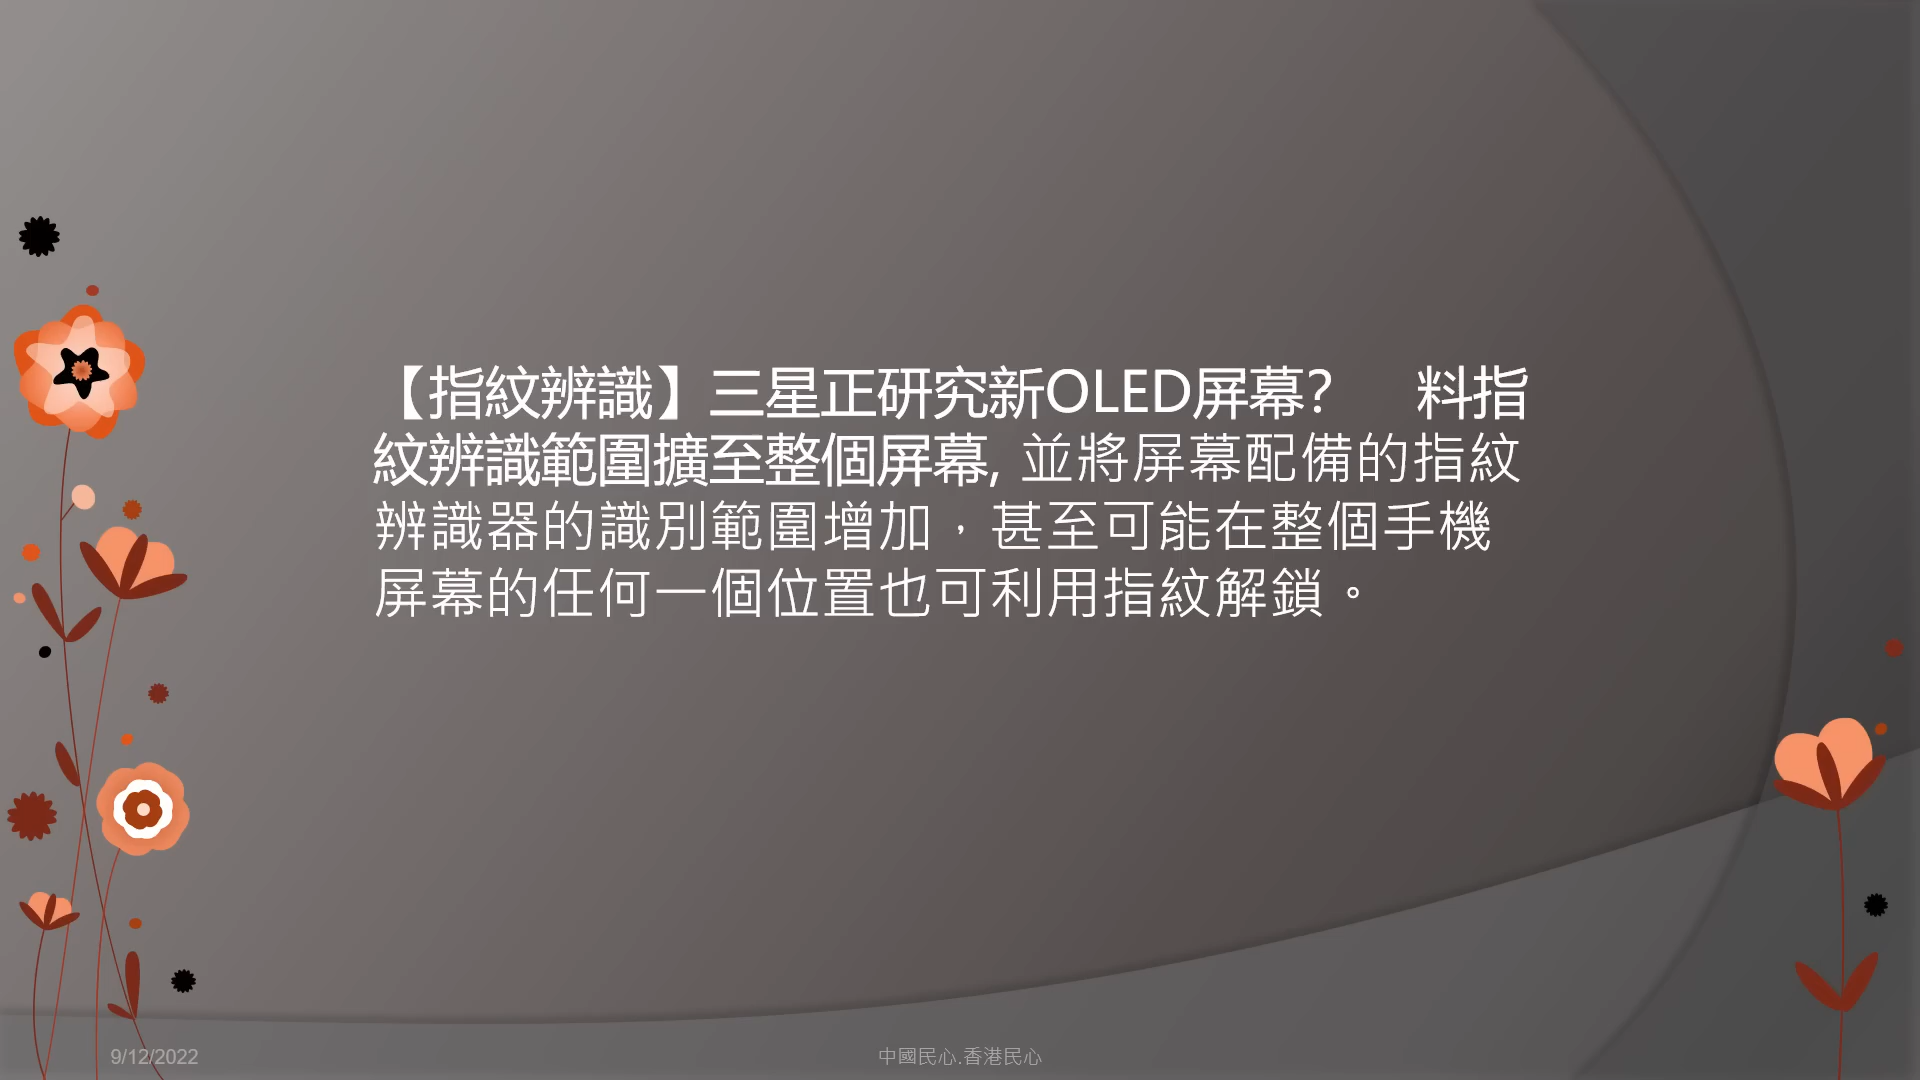 【指紋辨識】三星正研究新OLED屏幕？　料指
紋辨識範圍擴至整個屏幕, 並將屏幕配備的指紋
辨識器的識別範圍增加，甚至可能在整個手機
屏幕的任何一個位置也可利用指紋解鎖。
9/12/2022
中國民心.香港民心